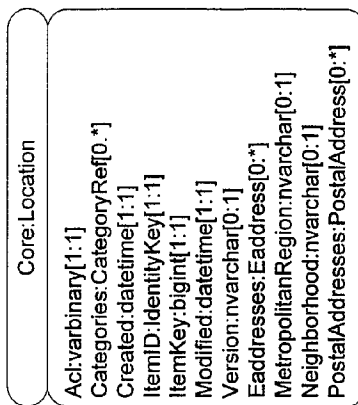 Core:Location
Acl:varbinary[1:1]
Categories:CategoryRef[0..*]
Created:datetime[1:1]
ItemID:IdentityKey[1:1]
ItemKey:bigint[1:1]
Modified:datetime[1:1]
Version:nvarchar[0:1]
Eaddresses:Eaddress[0:*]
MetropolitanRegion:nvarchar[0:1]
Neighborhood:nvarchar[0:1]
PostalAddresses:PostalAddress[0:*]